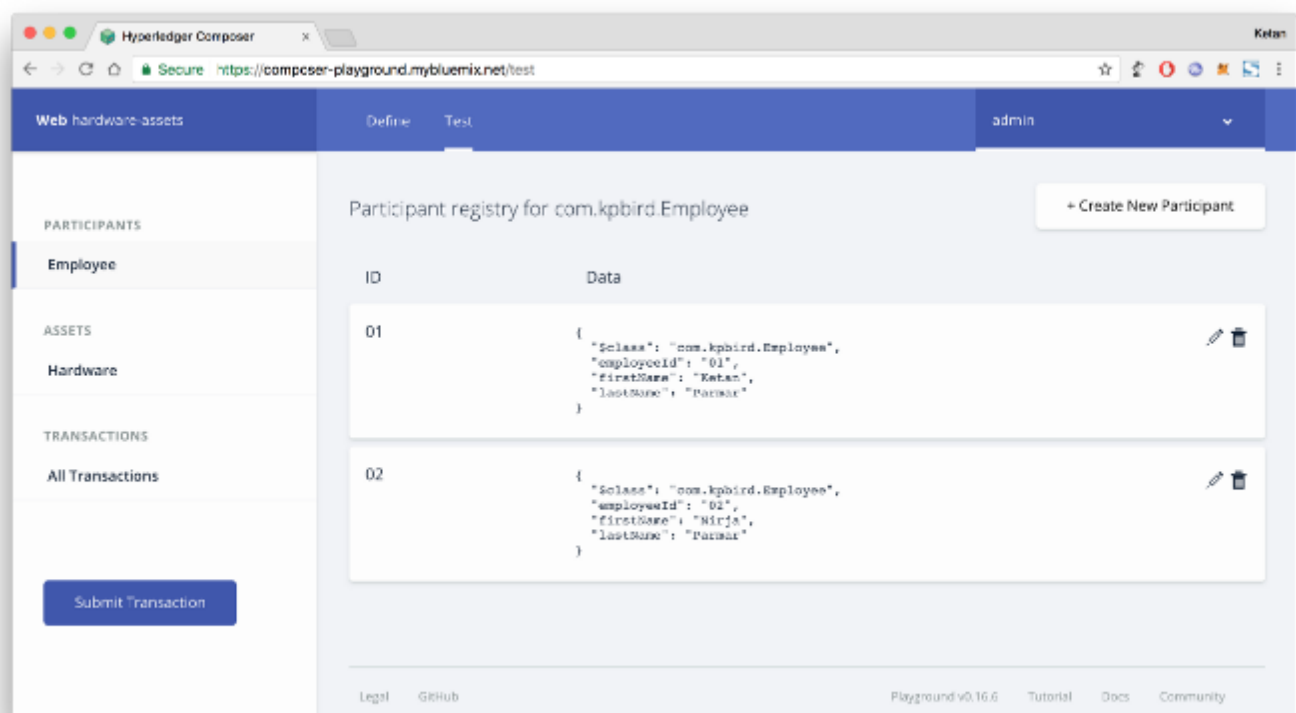 Hyperledger Composer
Ketan
Secure https://composer-playground.mybluemix.net/test
Web hardware-assets
Define Test
admin
Participant registry for com.kpbird.Employee
+ Create New Participant
PARTICIPANTS
Employee
ID Data
ASSETS
Hardware
01
{
"$class": "com.kpbird.Employee",
"employeeId": "01",
"firstName": "Ketan",
"lastName": "Parmar"
}
TRANSACTIONS
All Transactions
02
{
"$class": "com.kpbird.Employee",
"employeeId": "02",
"firstName": "Nirja",
"lastName": "Parmar"
}
Submit Transaction
Legal GitHub
Playground v0.16.6 Tutorial Docs Community